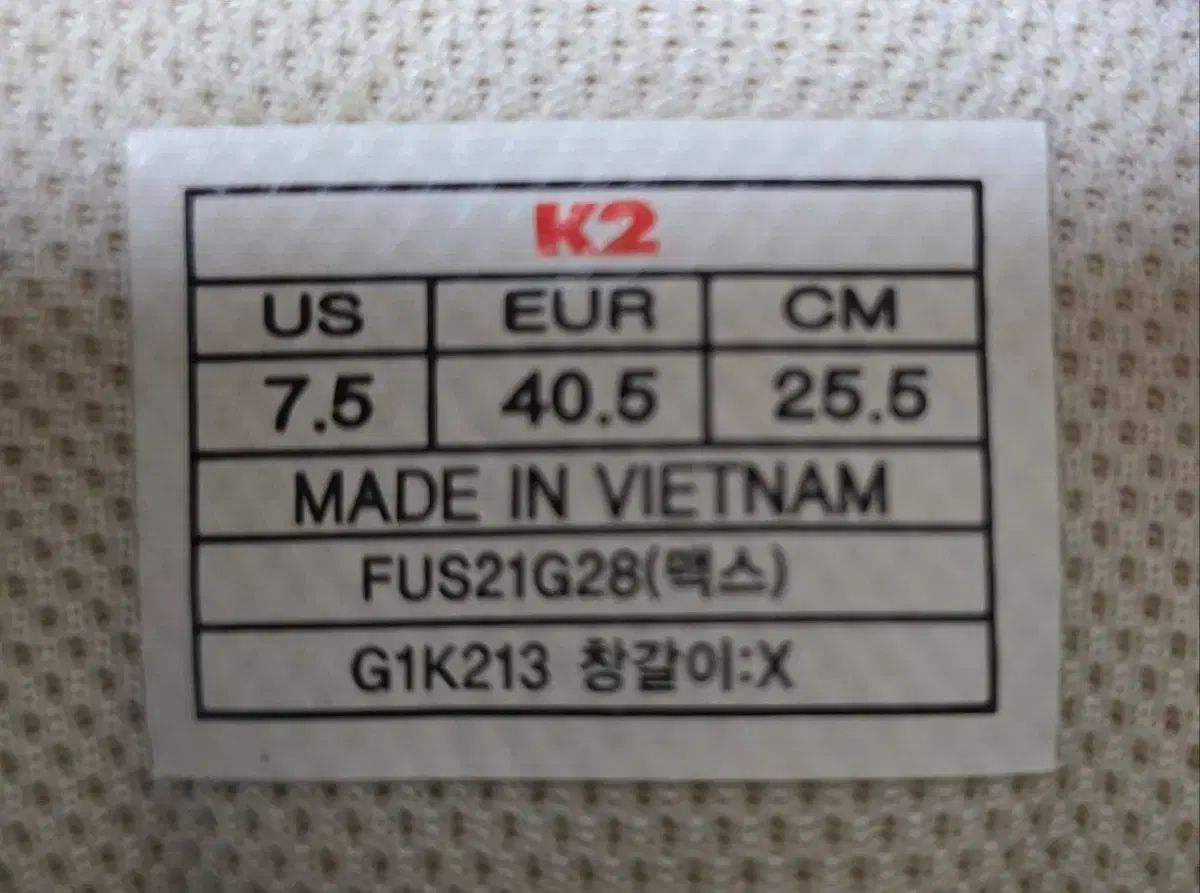 K2
US EUR CM
7.5 40.5 25.5
MADE IN VIETNAM
FUS21G28(맥스)
G1K213 창갈이:X